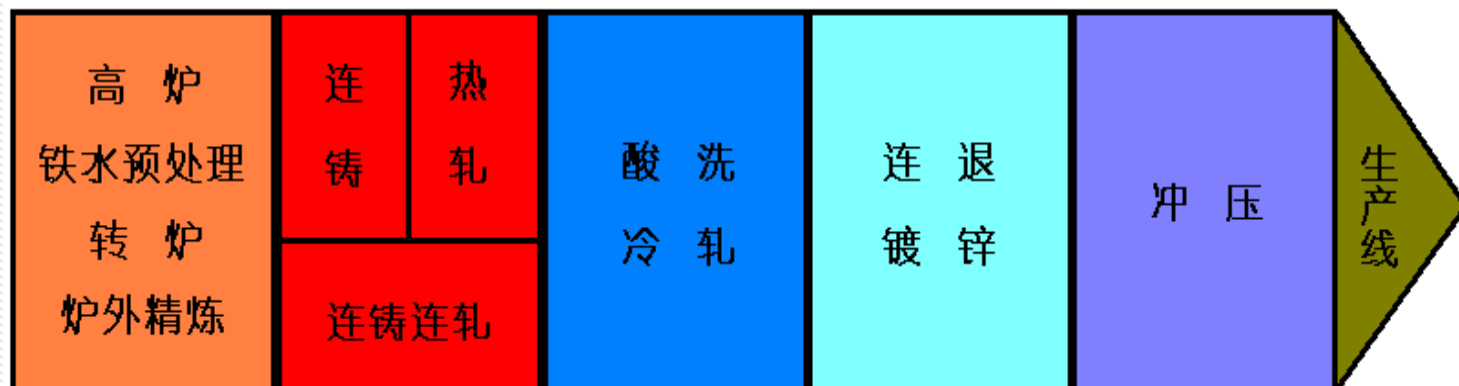 高 炉
铁水预处理
转 炉
炉外精炼
连铸
热轧
连铸连轧
酸 洗
冷 轧
连 退
镀 锌
冲 压
生产线